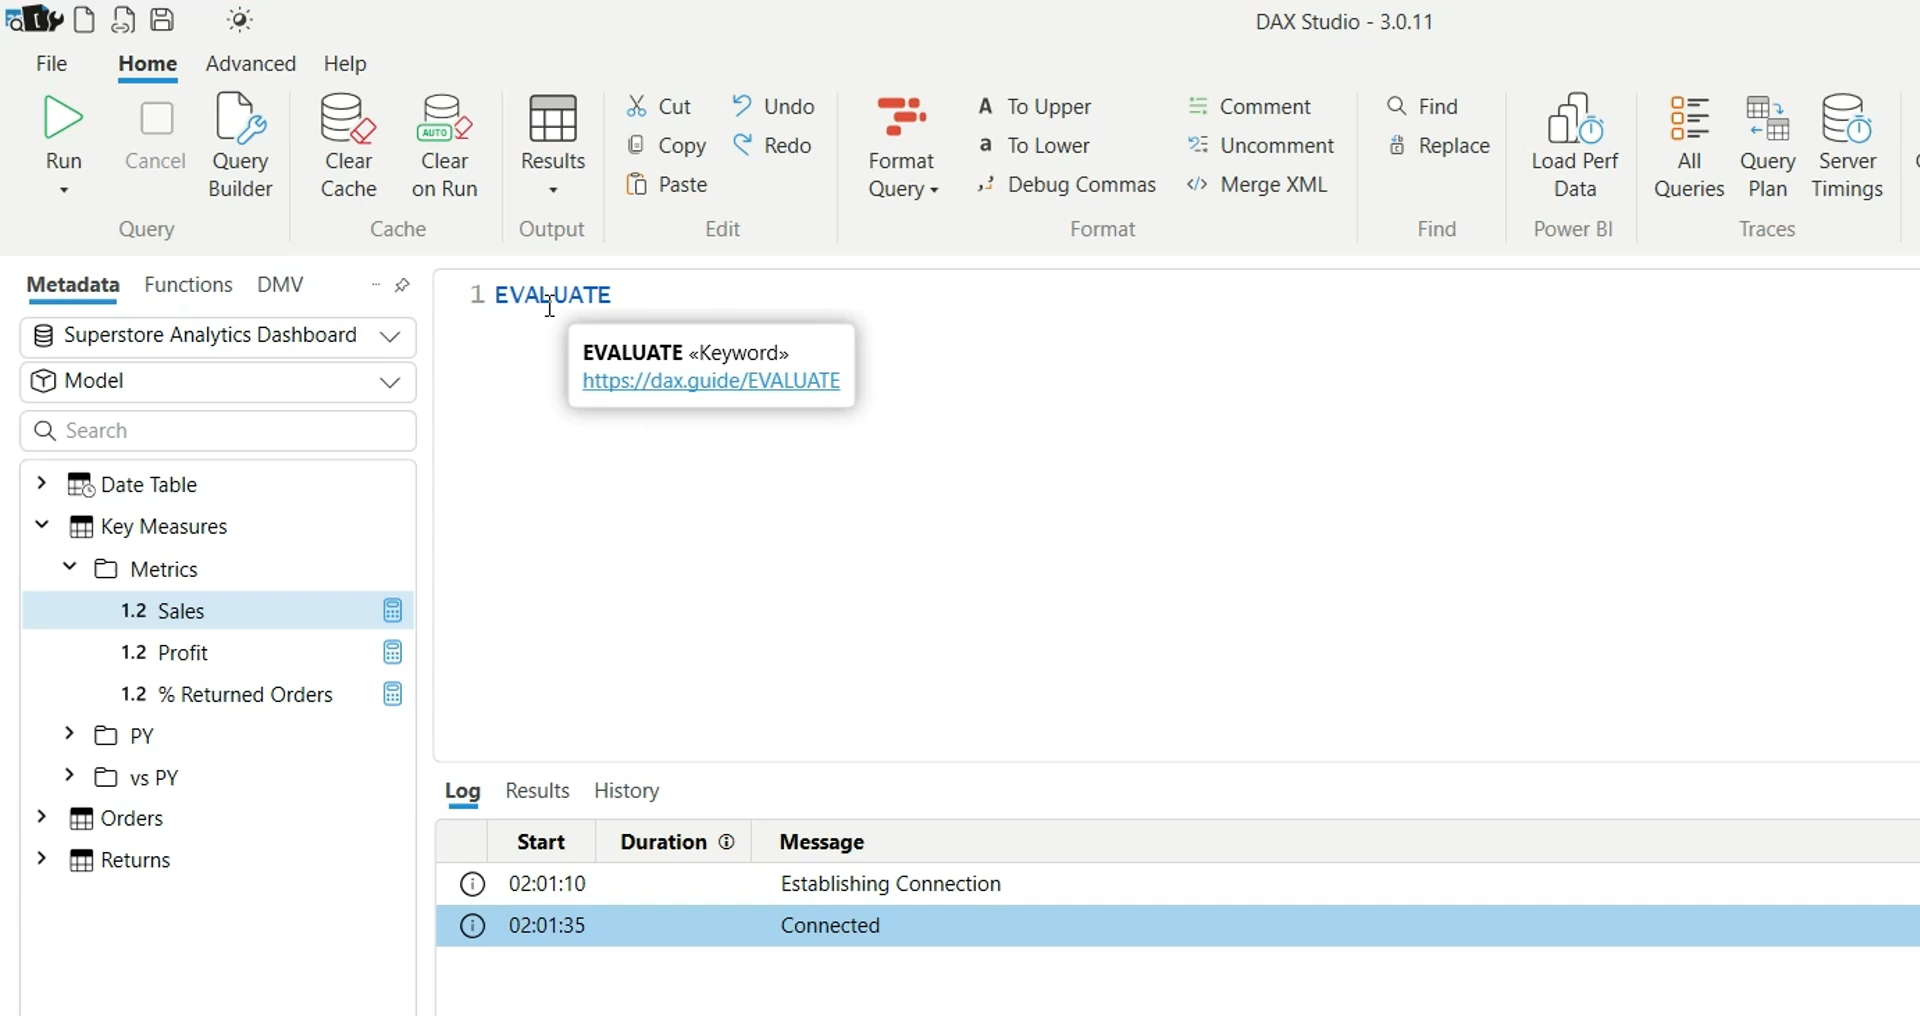 DAX Studio - 3.0.11
File Home Advanced Help
Run
Cancel
Query Builder
Query
Clear Cache
AUTO
Clear on Run
Cache
Results
Output
Cut
Copy
Paste
Undo
Redo
Edit
Format Query
A To Upper
a To Lower
Debug Commas
Comment
Uncomment
Merge XML
Format
Find
Replace
Find
Load Perf Data
Power BI
All Queries
Query Plan
Server Timings
Traces
Metadata Functions DMV
Superstore Analytics Dashboard
Model
Search
Date Table
Key Measures
Metrics
1.2 Sales
1.2 Profit
1.2 % Returned Orders
PY
vs PY
Orders
Returns
1 EVALUATE
EVALUATE «Keyword»
https://dax.guide/EVALUATE
Log Results History
Start Duration Message
02:01:10 Establishing Connection
02:01:35 Connected